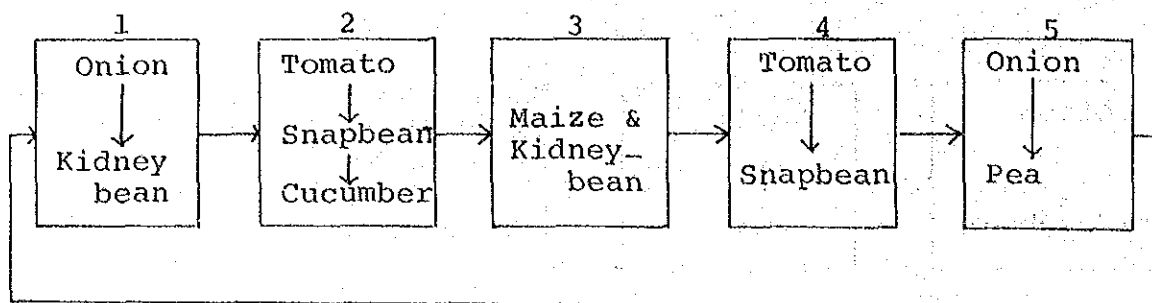 1
Onion
Kidney
bean
2
Tomato
Snapbean
Cucumber
3
Maize &
Kidney-
bean
4
Tomato
Snapbean
5
Onion
Pea